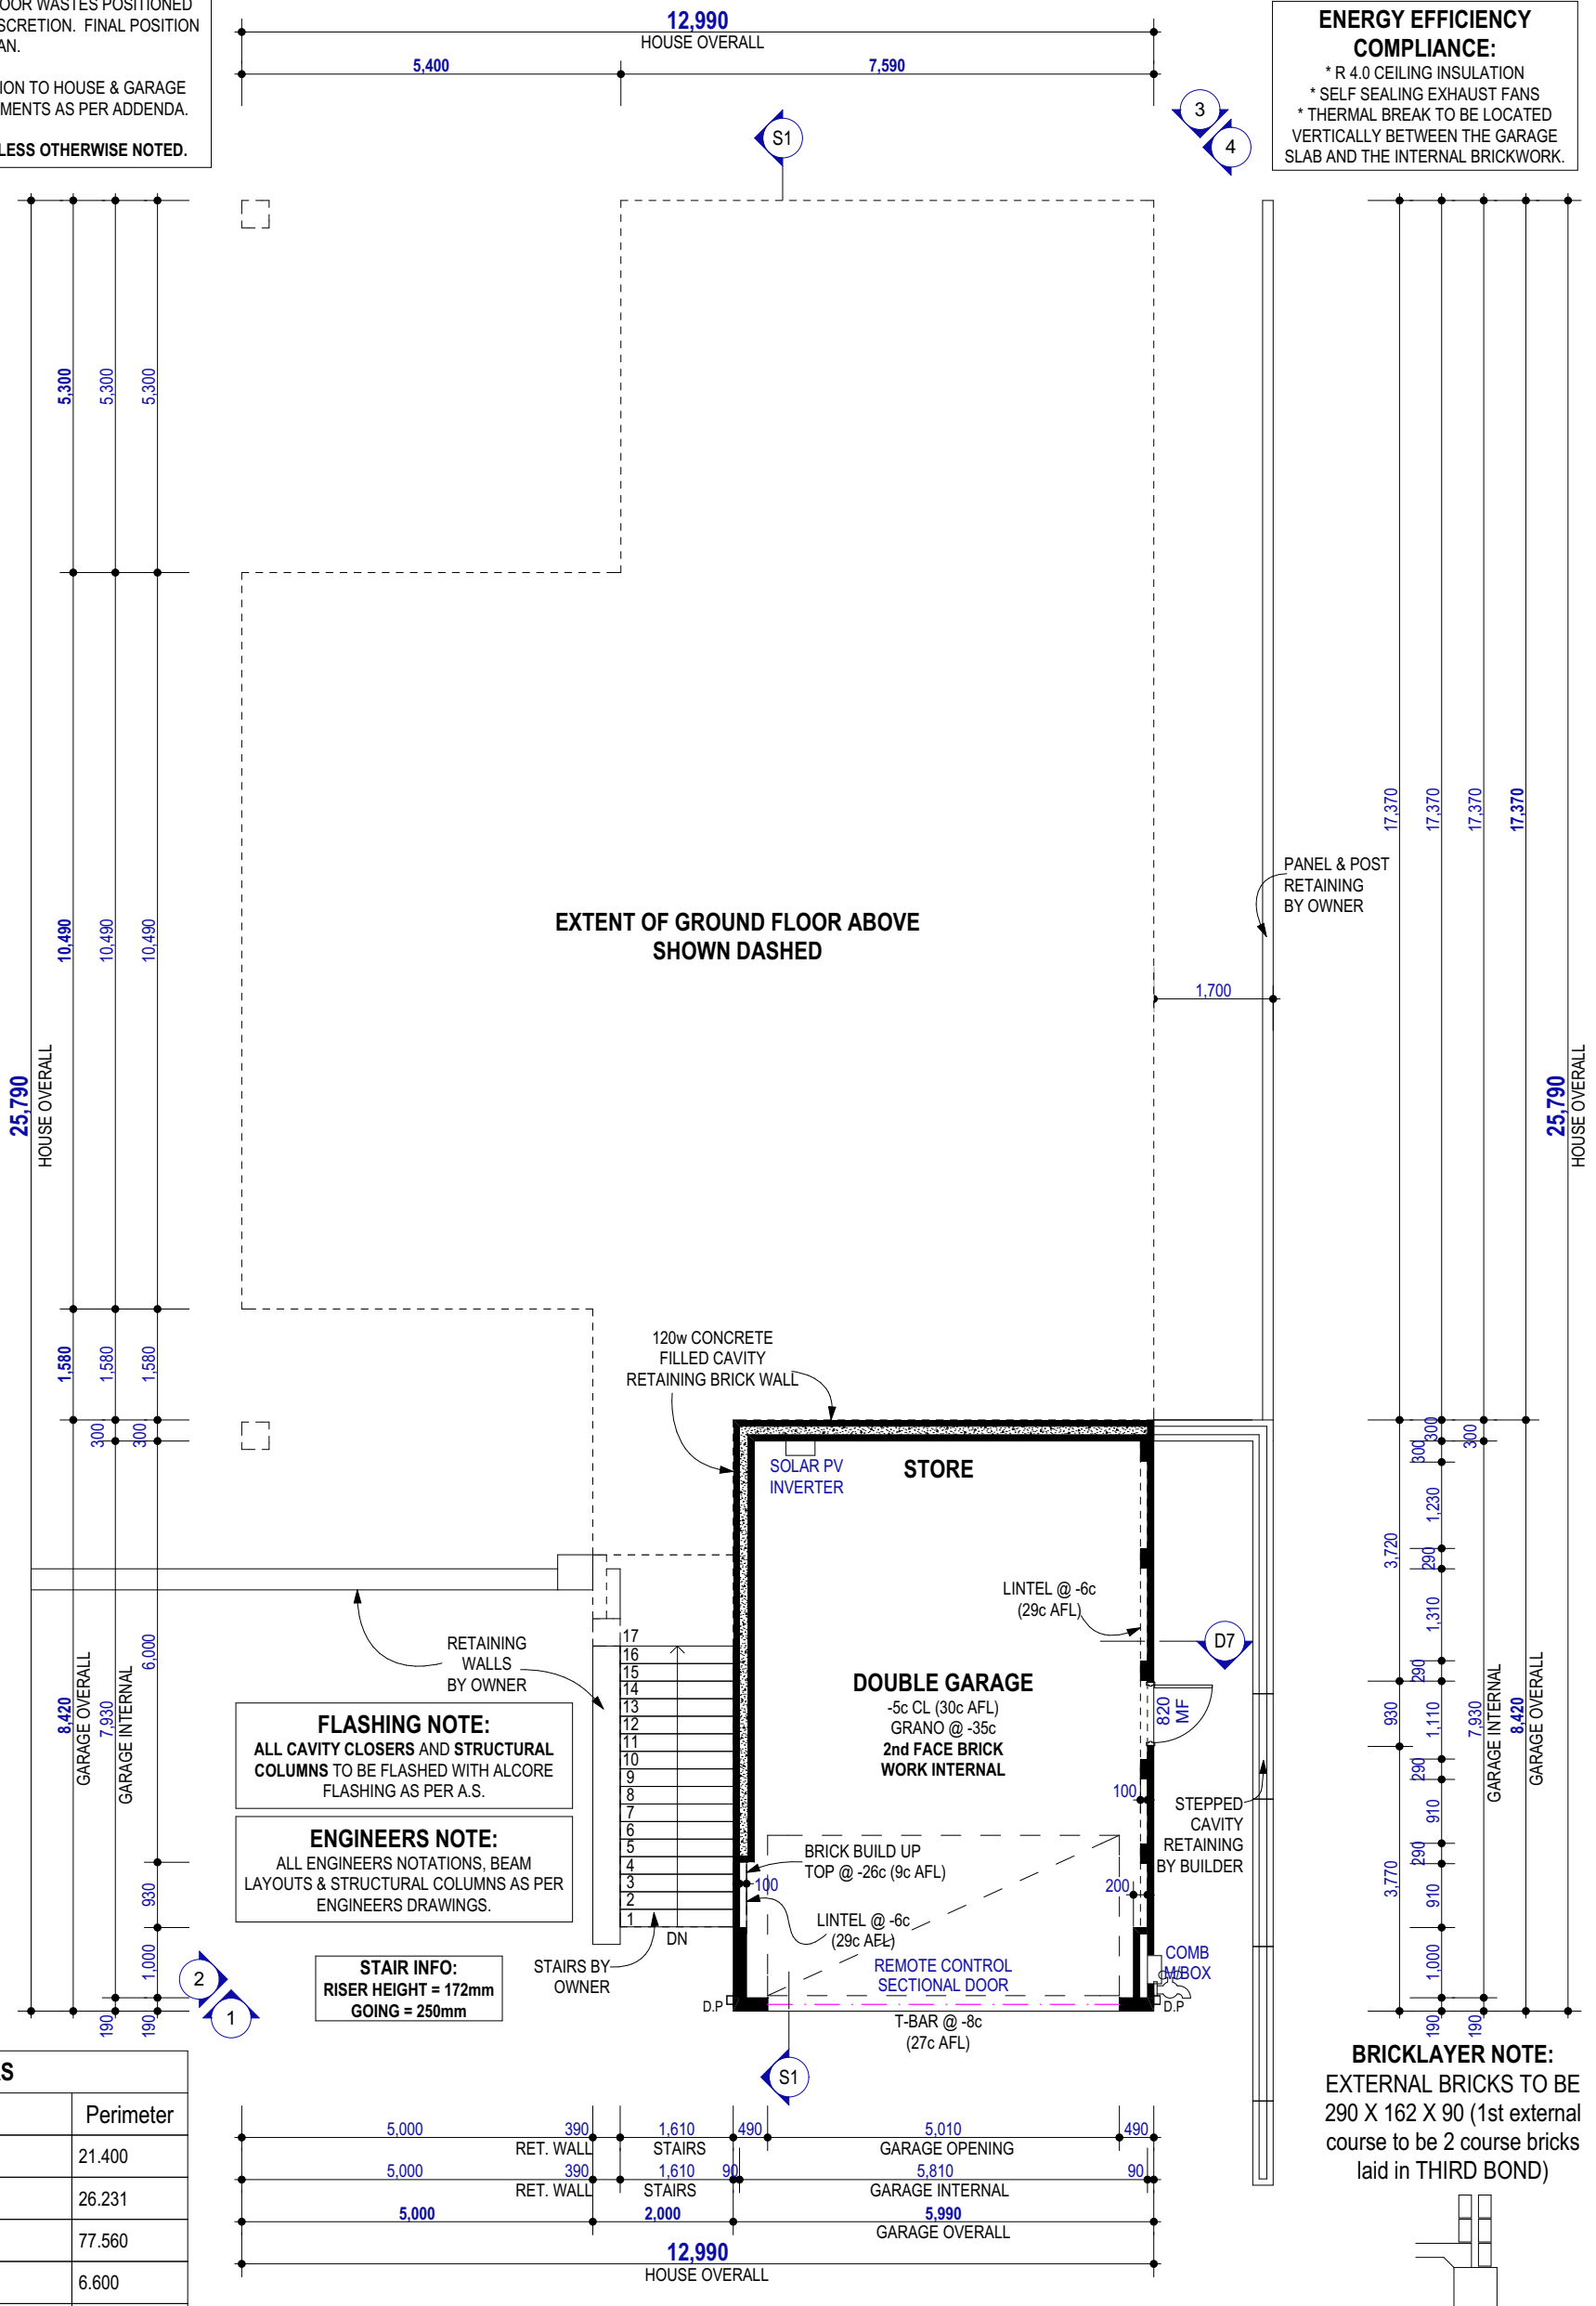 OOR WASTES POSITIONED
SCRETION. FINAL POSITION
AN.
ION TO HOUSE & GARAGE
MENTS AS PER ADDENDA.
LESS OTHERWISE NOTED.
12,990
HOUSE OVERALL
5,400
7,590
ENERGY EFFICIENCY
COMPLIANCE:
* R 4.0 CEILING INSULATION
* SELF SEALING EXHAUST FANS
* THERMAL BREAK TO BE LOCATED
VERTICALLY BETWEEN THE GARAGE
SLAB AND THE INTERNAL BRICKWORK.
S1
3
4
5,300
5,300
5,300
10,490
10,490
10,490
25,790
HOUSE OVERALL
1,580
1,580
1,580
300
300
8,420
GARAGE OVERALL
7,930
GARAGE INTERNAL
6,000
930
1,000
190
190
EXTENT OF GROUND FLOOR ABOVE
SHOWN DASHED
PANEL & POST
RETAINING
BY OWNER
1,700
17,370
17,370
17,370
17,370
25,790
HOUSE OVERALL
120w CONCRETE
FILLED CAVITY
RETAINING BRICK WALL
SOLAR PV
INVERTER
STORE
LINTEL @ -6c
(29c AFL)
D7
DOUBLE GARAGE
-5c CL (30c AFL)
GRANO @ -35c
2nd FACE BRICK
WORK INTERNAL
820
MF
100
STEPPED
CAVITY
RETAINING
BY BUILDER
RETAINING
WALLS
BY OWNER
17
16
15
14
13
12
11
10
9
8
7
6
5
4
3
2
1
DN
FLASHING NOTE:
ALL CAVITY CLOSERS AND STRUCTURAL
COLUMNS TO BE FLASHED WITH ALCORE
FLASHING AS PER A.S.
ENGINEERS NOTE:
ALL ENGINEERS NOTATIONS, BEAM
LAYOUTS & STRUCTURAL COLUMNS AS PER
ENGINEERS DRAWINGS.
STAIR INFO:
RISER HEIGHT = 172mm
GOING = 250mm
STAIRS BY
OWNER
BRICK BUILD UP
TOP @ -26c (9c AFL)
100
200
LINTEL @ -6c
(29c AFL)
REMOTE CONTROL
SECTIONAL DOOR
COMB
M/BOX
D.P
D.P
T-BAR @ -8c
(27c AFL)
2
1
S1
300
300
300
1,230
3,720
290
1,310
290
930
1,110
7,930
GARAGE INTERNAL
8,420
GARAGE OVERALL
290
910
290
3,770
910
1,000
190
190
BRICKLAYER NOTE:
EXTERNAL BRICKS TO BE
290 X 162 X 90 (1st external
course to be 2 course bricks
laid in THIRD BOND)
S
Perimeter
21.400
26.231
77.560
6.600
5,000
390
RET. WALL
1,610
STAIRS
490
5,010
GARAGE OPENING
490
5,000
390
RET. WALL
1,610
STAIRS
90
5,810
GARAGE INTERNAL
90
5,000
2,000
5,990
GARAGE OVERALL
12,990
HOUSE OVERALL